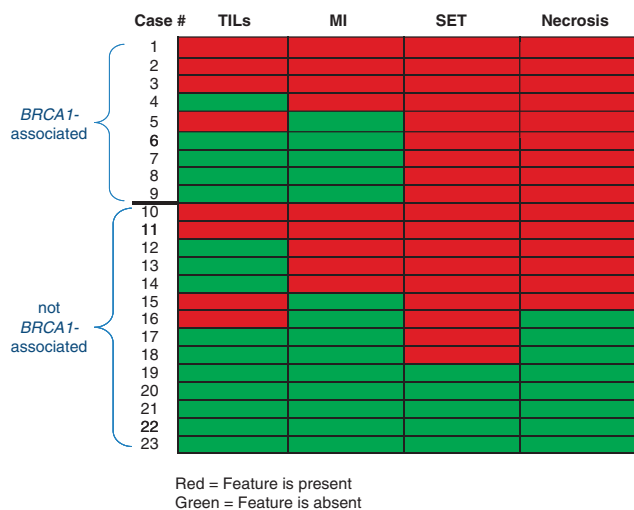 Case # TILs MI SET Necrosis
1
2
3
4
5
6
7
8
9
10
11
12
13
14
15
16
17
18
19
20
21
22
23
BRCA1-
associated
not
BRCA1-
associated
Red = Feature is present
Green = Feature is absent